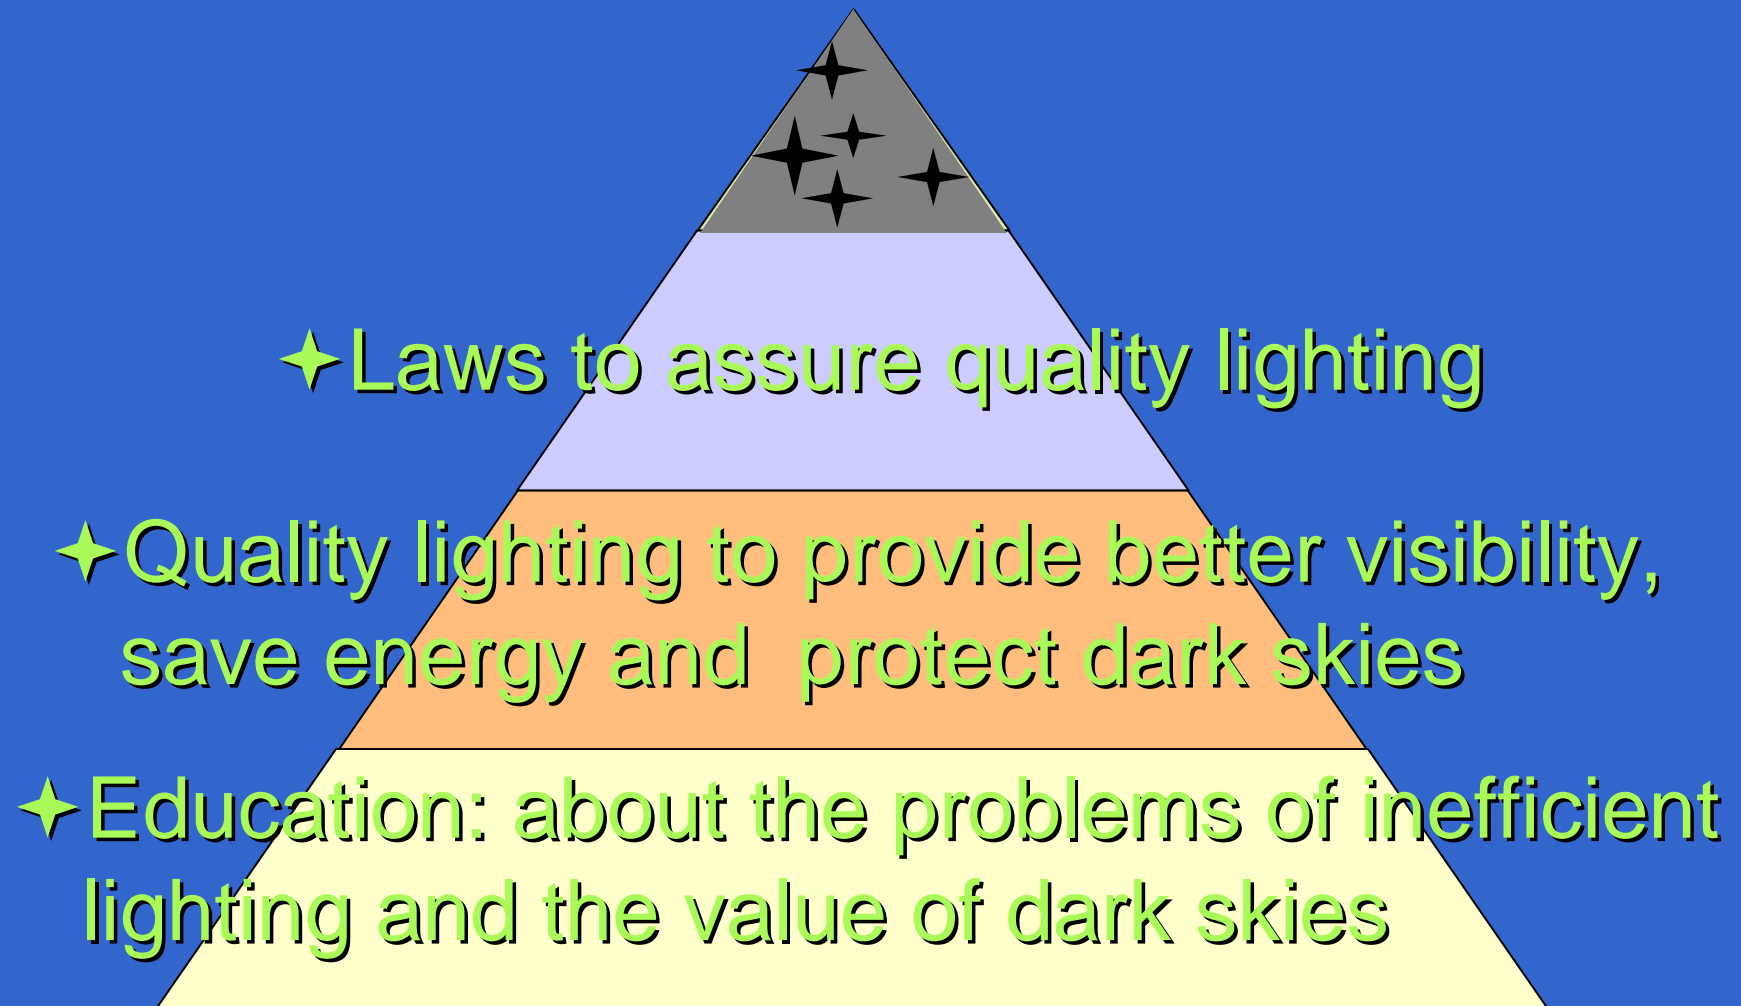 Laws to assure quality lighting
Quality lighting to provide better visibility,
save energy and  protect dark skies
Education: about the problems of inefficient
lighting and the value of dark skies